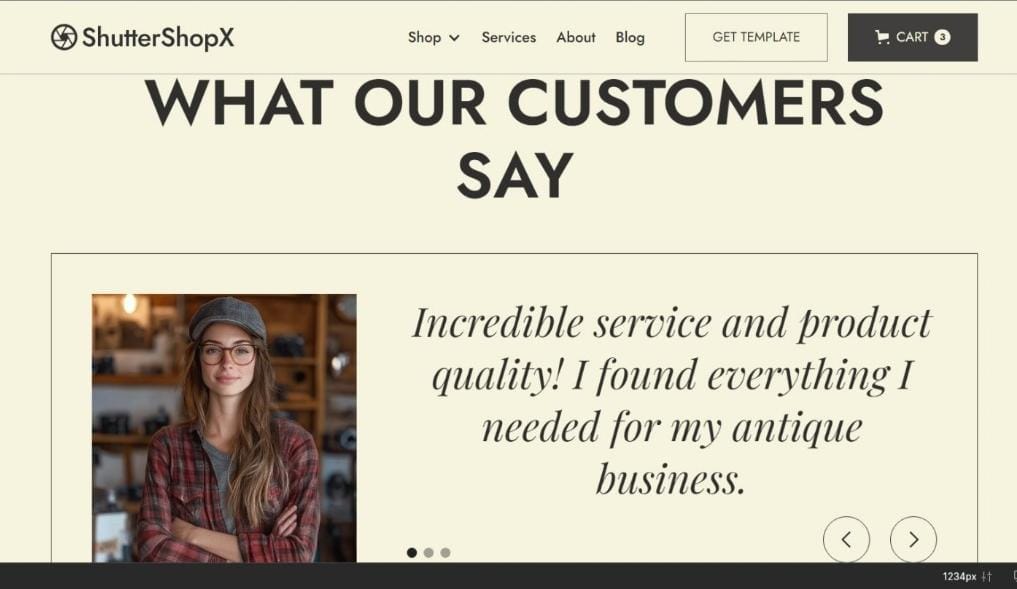 ShutterShopX
Shop Services About Blog GET TEMPLATE CART 3
WHAT OUR CUSTOMERS
SAY
Incredible service and product
quality! I found everything I
needed for my antique
business.
1234px